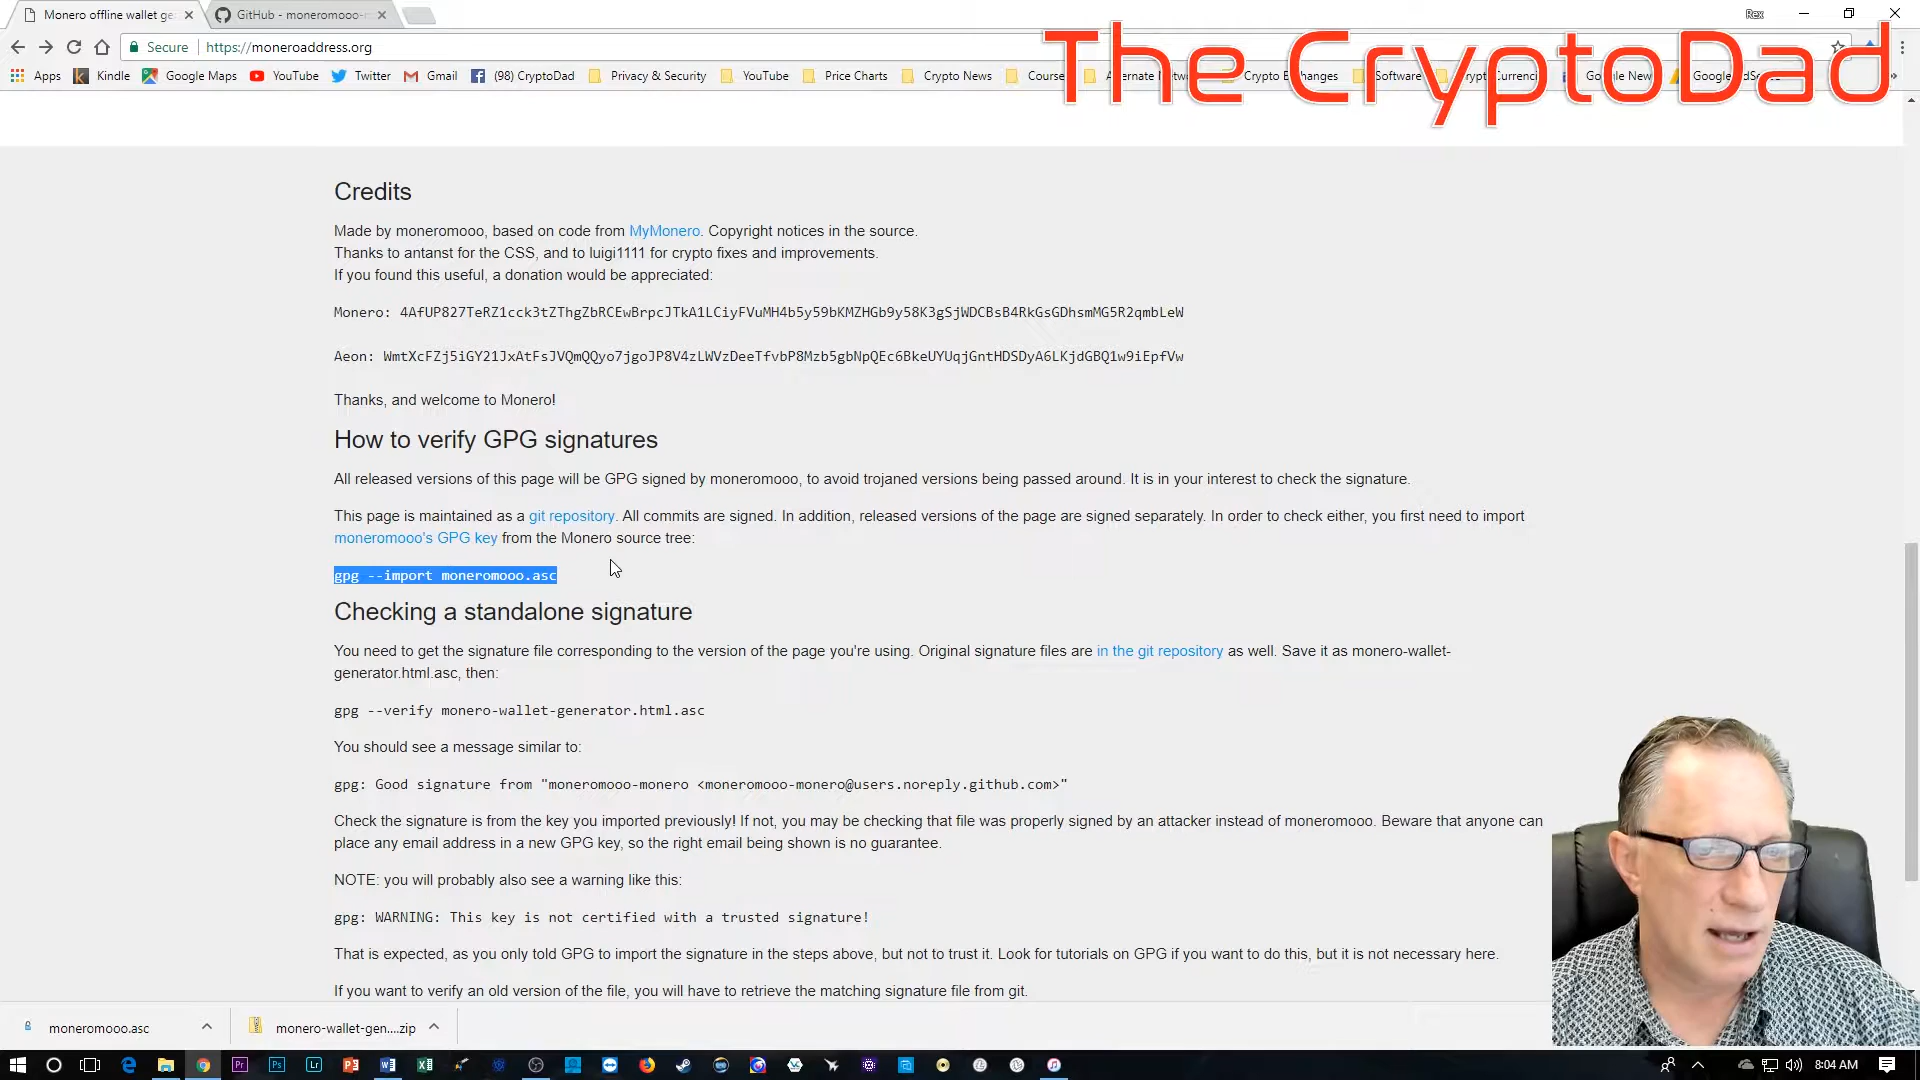 Monero offline wallet ge
GitHub - moneromooo-m
Rex
Secure
https://moneroaddress.org
Apps
Kindle
Google Maps
YouTube
Twitter
Gmail
(98) CryptoDad
Privacy & Security
YouTube
Price Charts
Crypto News
Course
The CryptoDad
Credits
Made by moneromooo, based on code from MyMonero. Copyright notices in the source.
Thanks to antanst for the CSS, and to luigi1111 for crypto fixes and improvements.
If you found this useful, a donation would be appreciated:
Monero: 4AfUP827TeRZ1cck3tZThgZbRCEwBrpcJTkA1LCiyFVuMH4b5y59bKMZHGb9y58K3gSjWDCBsB4RkGsGDhsmMG5R2qmbLeW
Aeon: WmtXcFZj5iGY21JxAtFsJVQmQQyo7jgoJP8V4zLWVzDeeTfvbP8Mzb5gbNpQEc6BkeUYUqjGntHDSDyA6LKjdGBQ1w9iEpfVw
Thanks, and welcome to Monero!
How to verify GPG signatures
All released versions of this page will be GPG signed by moneromooo, to avoid trojaned versions being passed around. It is in your interest to check the signature.
This page is maintained as a git repository. All commits are signed. In addition, released versions of the page are signed separately. In order to check either, you first need to import
moneromooo's GPG key from the Monero source tree:
gpg --import moneromooo.asc
Checking a standalone signature
You need to get the signature file corresponding to the version of the page you're using. Original signature files are in the git repository as well. Save it as monero-wallet-
generator.html.asc, then:
gpg --verify monero-wallet-generator.html.asc
You should see a message similar to:
gpg: Good signature from "moneromooo-monero <moneromooo-monero@users.noreply.github.com>"
Check the signature is from the key you imported previously! If not, you may be checking that file was properly signed by an attacker instead of moneromooo. Beware that anyone can
place any email address in a new GPG key, so the right email being shown is no guarantee.
NOTE: you will probably also see a warning like this:
gpg: WARNING: This key is not certified with a trusted signature!
That is expected, as you only told GPG to import the signature in the steps above, but not to trust it. Look for tutorials on GPG if you want to do this, but it is not necessary here.
If you want to verify an old version of the file, you will have to retrieve the matching signature file from git.
moneromooo.asc
monero-wallet-gen....zip
8:04 AM